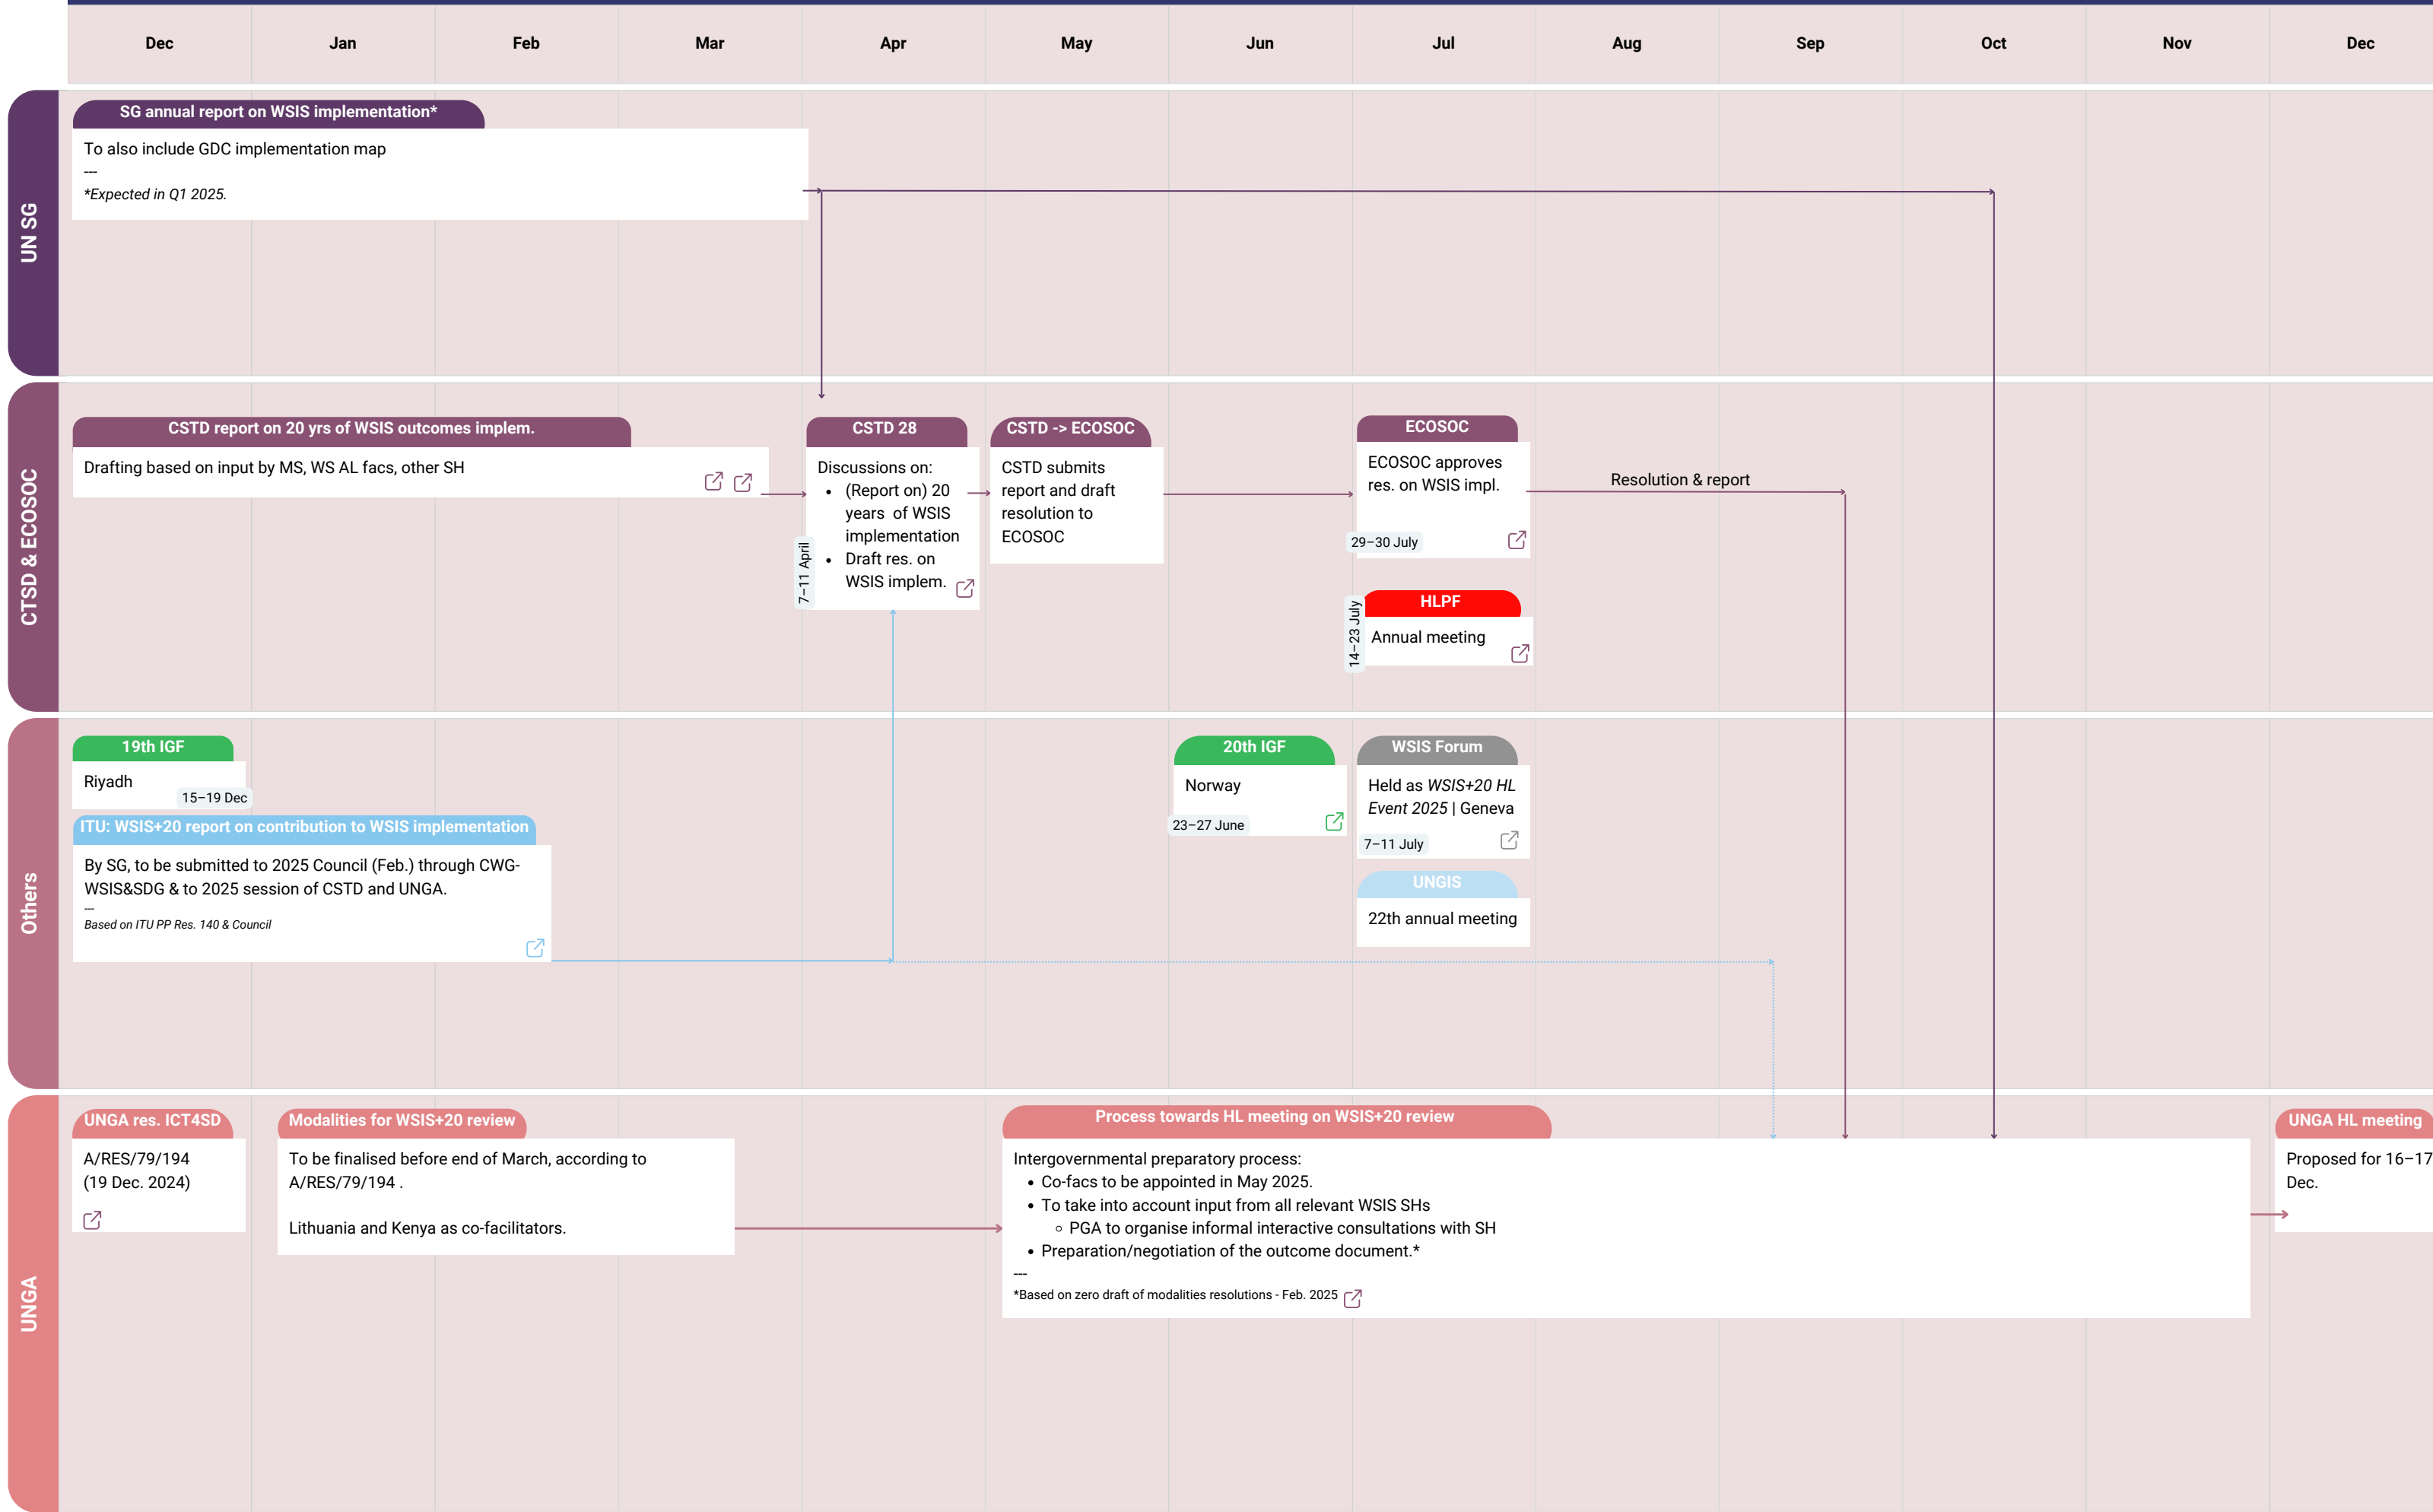 Dec Jan Feb Mar Apr May Jun Jul Aug Sep Oct Nov Dec
UN SG
SG annual report on WSIS implementation*
To also include GDC implementation map
---
*Expected in Q1 2025.
CTSD & ECOSOC
CSTD report on 20 yrs of WSIS outcomes implem.
Drafting based on input by MS, WS AL facs, other SH
CSTD 28
Discussions on:
• (Report on) 20
years of WSIS
implementation
• Draft res. on
WSIS implem.
7–11 April
CSTD -> ECOSOC
CSTD submits
report and draft
resolution to
ECOSOC
ECOSOC
ECOSOC approves
res. on WSIS impl.
29–30 July
Resolution & report
HLPF
Annual meeting
14–23 July
Others
19th IGF
Riyadh
15–19 Dec
ITU: WSIS+20 report on contribution to WSIS implementation
By SG, to be submitted to 2025 Council (Feb.) through CWG-
WSIS&SDG & to 2025 session of CSTD and UNGA.
---
Based on ITU PP Res. 140 & Council
20th IGF
Norway
23–27 June
WSIS Forum
Held as WSIS+20 HL
Event 2025 | Geneva
7–11 July
UNGIS
22th annual meeting
UNGA
UNGA res. ICT4SD
A/RES/79/194
(19 Dec. 2024)
Modalities for WSIS+20 review
To be finalised before end of March, according to
A/RES/79/194 .
Lithuania and Kenya as co-facilitators.
Process towards HL meeting on WSIS+20 review
Intergovernmental preparatory process:
• Co-facs to be appointed in May 2025.
• To take into account input from all relevant WSIS SHs
◦ PGA to organise informal interactive consultations with SH
• Preparation/negotiation of the outcome document.*
---
*Based on zero draft of modalities resolutions - Feb. 2025
UNGA HL meeting
Proposed for 16–17
Dec.